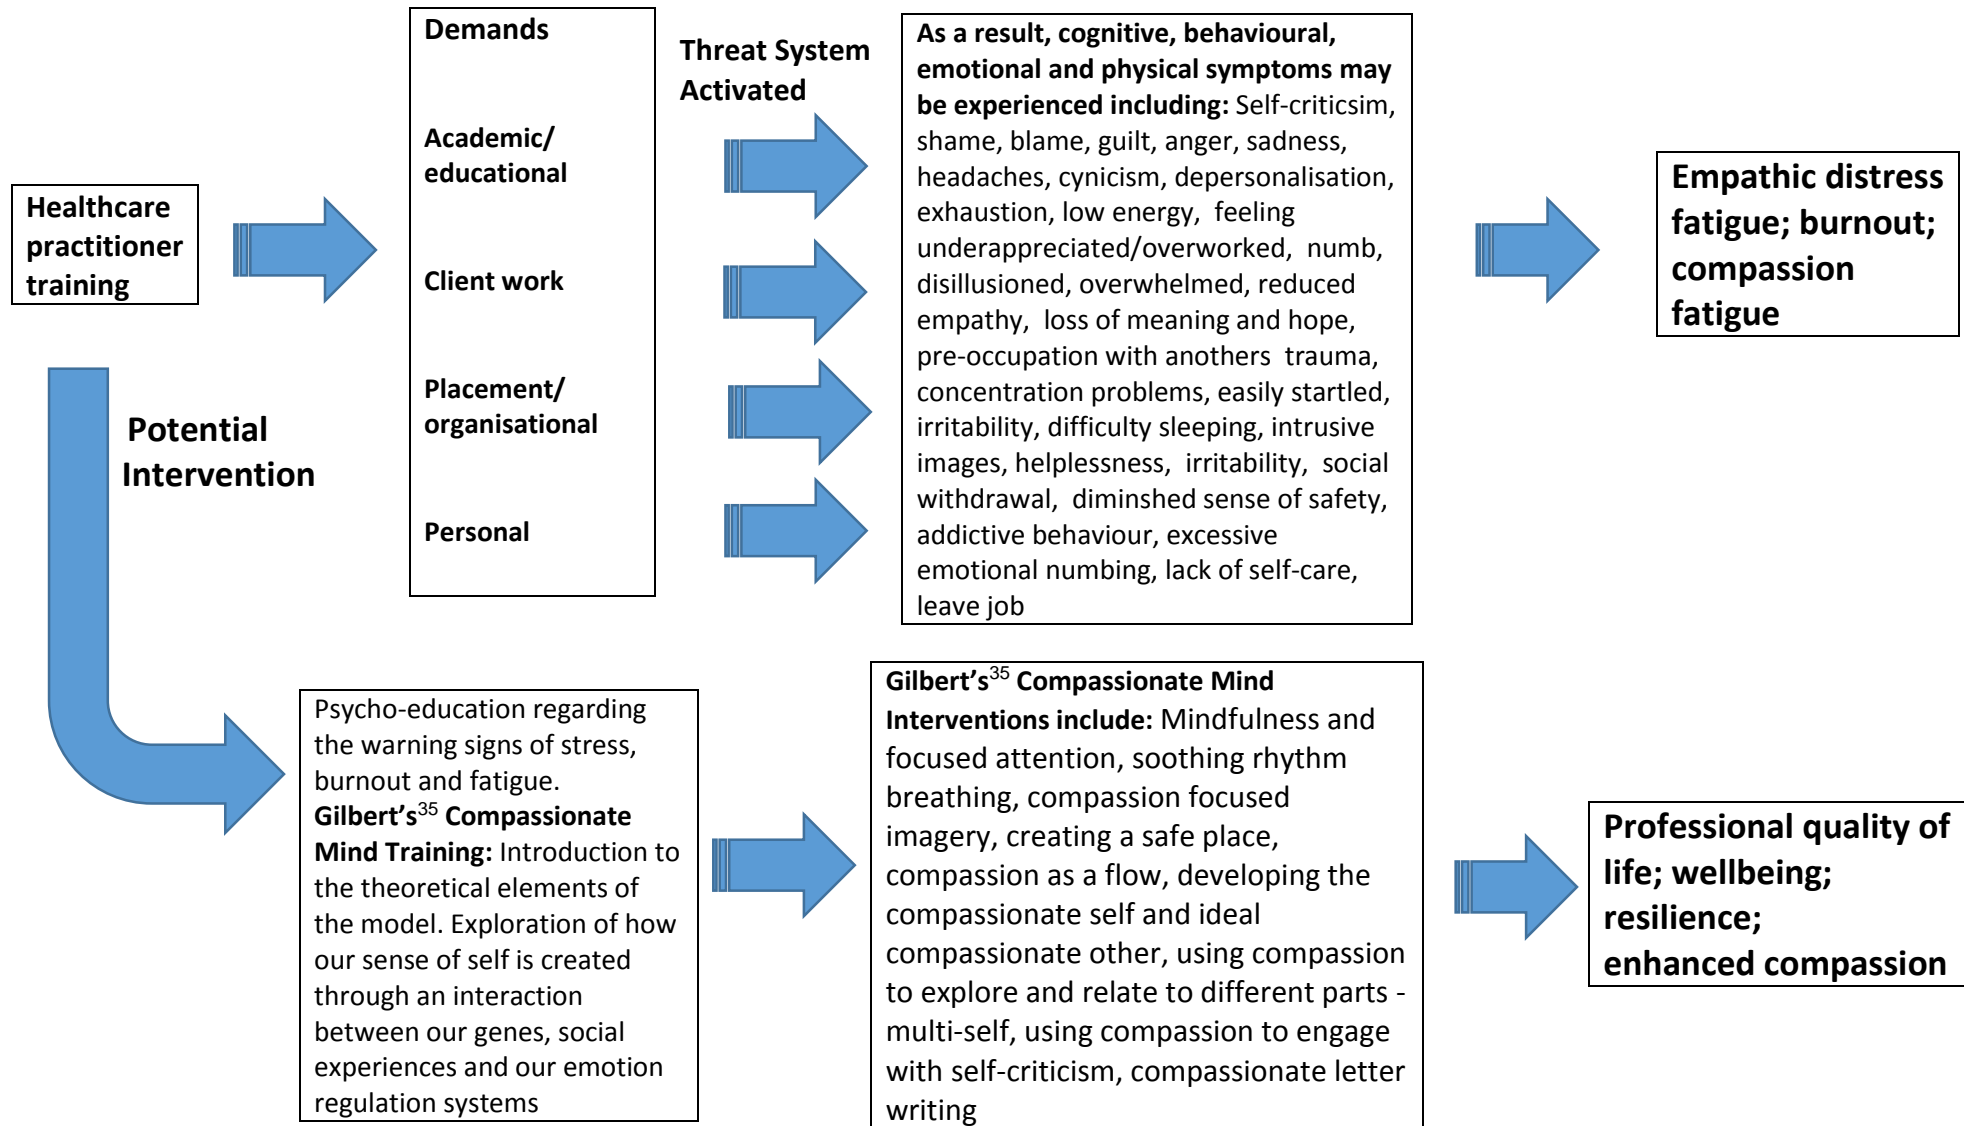 Healthcare
practitioner
training
Demands
Academic/
educational
Client work
Placement/
organisational
Personal
Threat System
Activated
As a result, cognitive, behavioural,
emotional and physical symptoms may
be experienced including: Self-criticsim,
shame, blame, guilt, anger, sadness,
headaches, cynicism, depersonalisation,
exhaustion, low energy, feeling
underappreciated/overworked, numb,
disillusioned, overwhelmed, reduced
empathy, loss of meaning and hope,
pre-occupation with anothers trauma,
concentration problems, easily startled,
irritability, difficulty sleeping, intrusive
images, helplessness, irritability, social
withdrawal, diminshed sense of safety,
addictive behaviour, excessive
emotional numbing, lack of self-care,
leave job
Empathic distress
fatigue; burnout;
compassion
fatigue
Potential
Intervention
Psycho-education regarding
the warning signs of stress,
burnout and fatigue.
Gilbert’s35 Compassionate
Mind Training: Introduction to
the theoretical elements of
the model. Exploration of how
our sense of self is created
through an interaction
between our genes, social
experiences and our emotion
regulation systems
Gilbert’s35 Compassionate Mind
Interventions include: Mindfulness and
focused attention, soothing rhythm
breathing, compassion focused
imagery, creating a safe place,
compassion as a flow, developing the
compassionate self and ideal
compassionate other, using compassion
to explore and relate to different parts -
multi-self, using compassion to engage
with self-criticism, compassionate letter
writing
Professional quality of
life; wellbeing;
resilience;
enhanced compassion